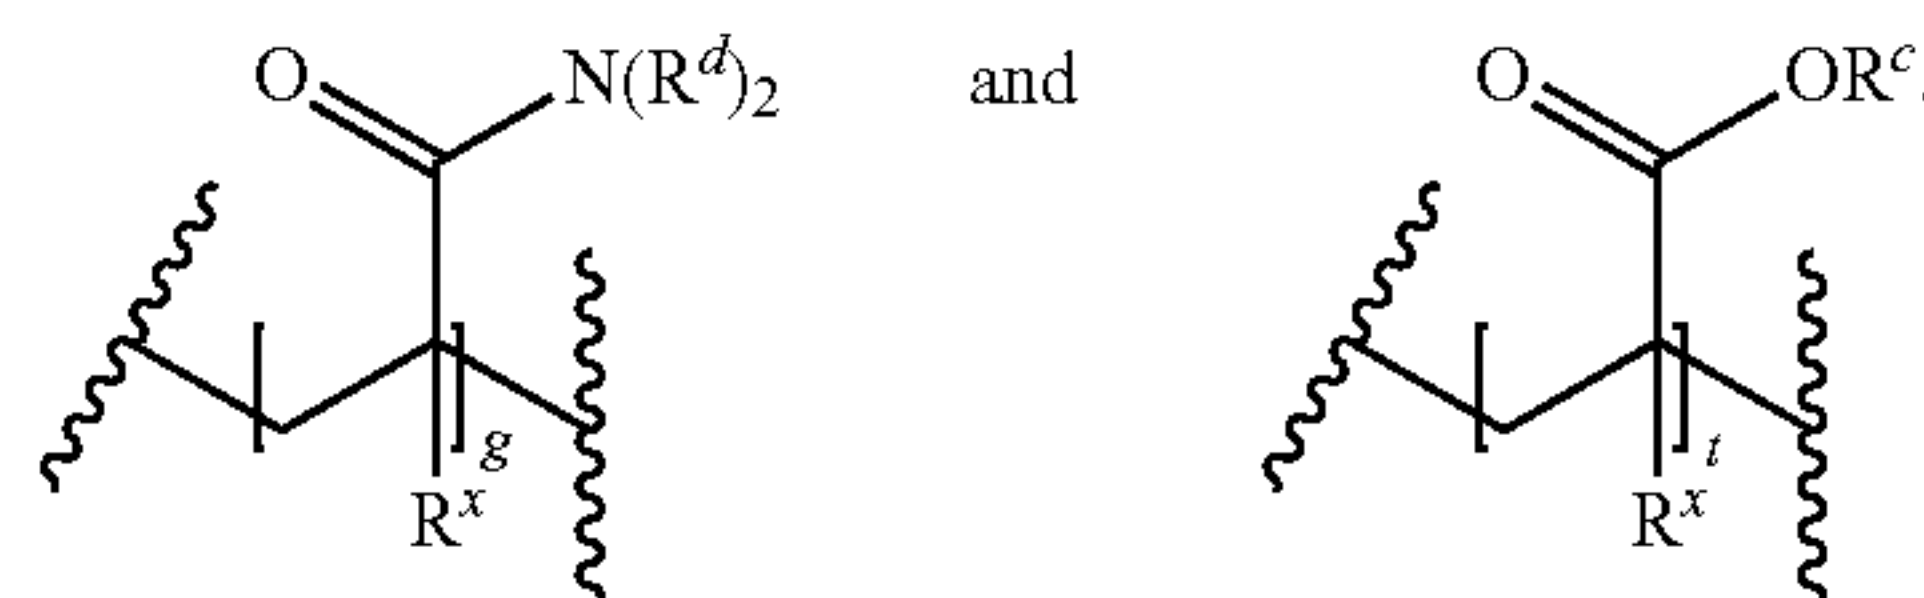 O N(R^d)_2 and O OR^c,
g t
R^x R^x